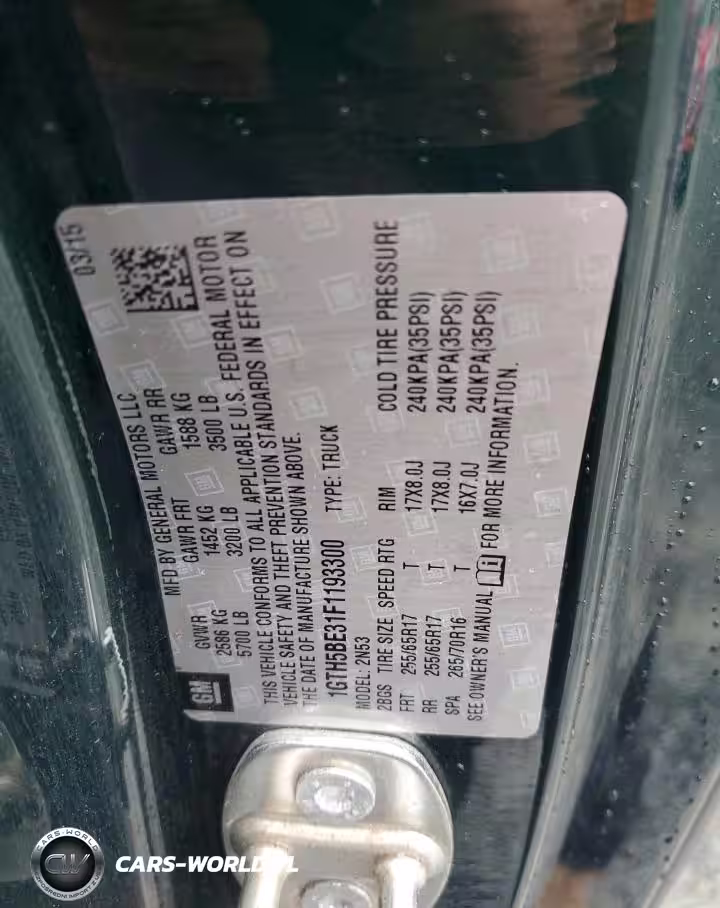 03/15
MFD BY GENERAL MOTORS LLC
GM
GVWR GAWR FRT GAWR RR
2586 KG 1452 KG 1588 KG
5700 LB 3200 LB 3500 LB
THIS VEHICLE CONFORMS TO ALL APPLICABLE U.S. FEDERAL MOTOR
VEHICLE SAFETY AND THEFT PREVENTION STANDARDS IN EFFECT ON
THE DATE OF MANUFACTURE SHOWN ABOVE.
1GTH5BE31F1193300 TYPE: TRUCK
MODEL: 2N53
2BGS TIRE SIZE SPEED RTG RIM COLD TIRE PRESSURE
FRT 255/65R17 T 17X8.0J 240KPA(35PSI)
RR 255/65R17 T 17X8.0J 240KPA(35PSI)
SPA 265/70R16 T 16X7.0J 240KPA(35PSI)
SEE OWNER'S MANUAL FOR MORE INFORMATION.
CARS-WORLD
CW
CARS-WORLD.PL